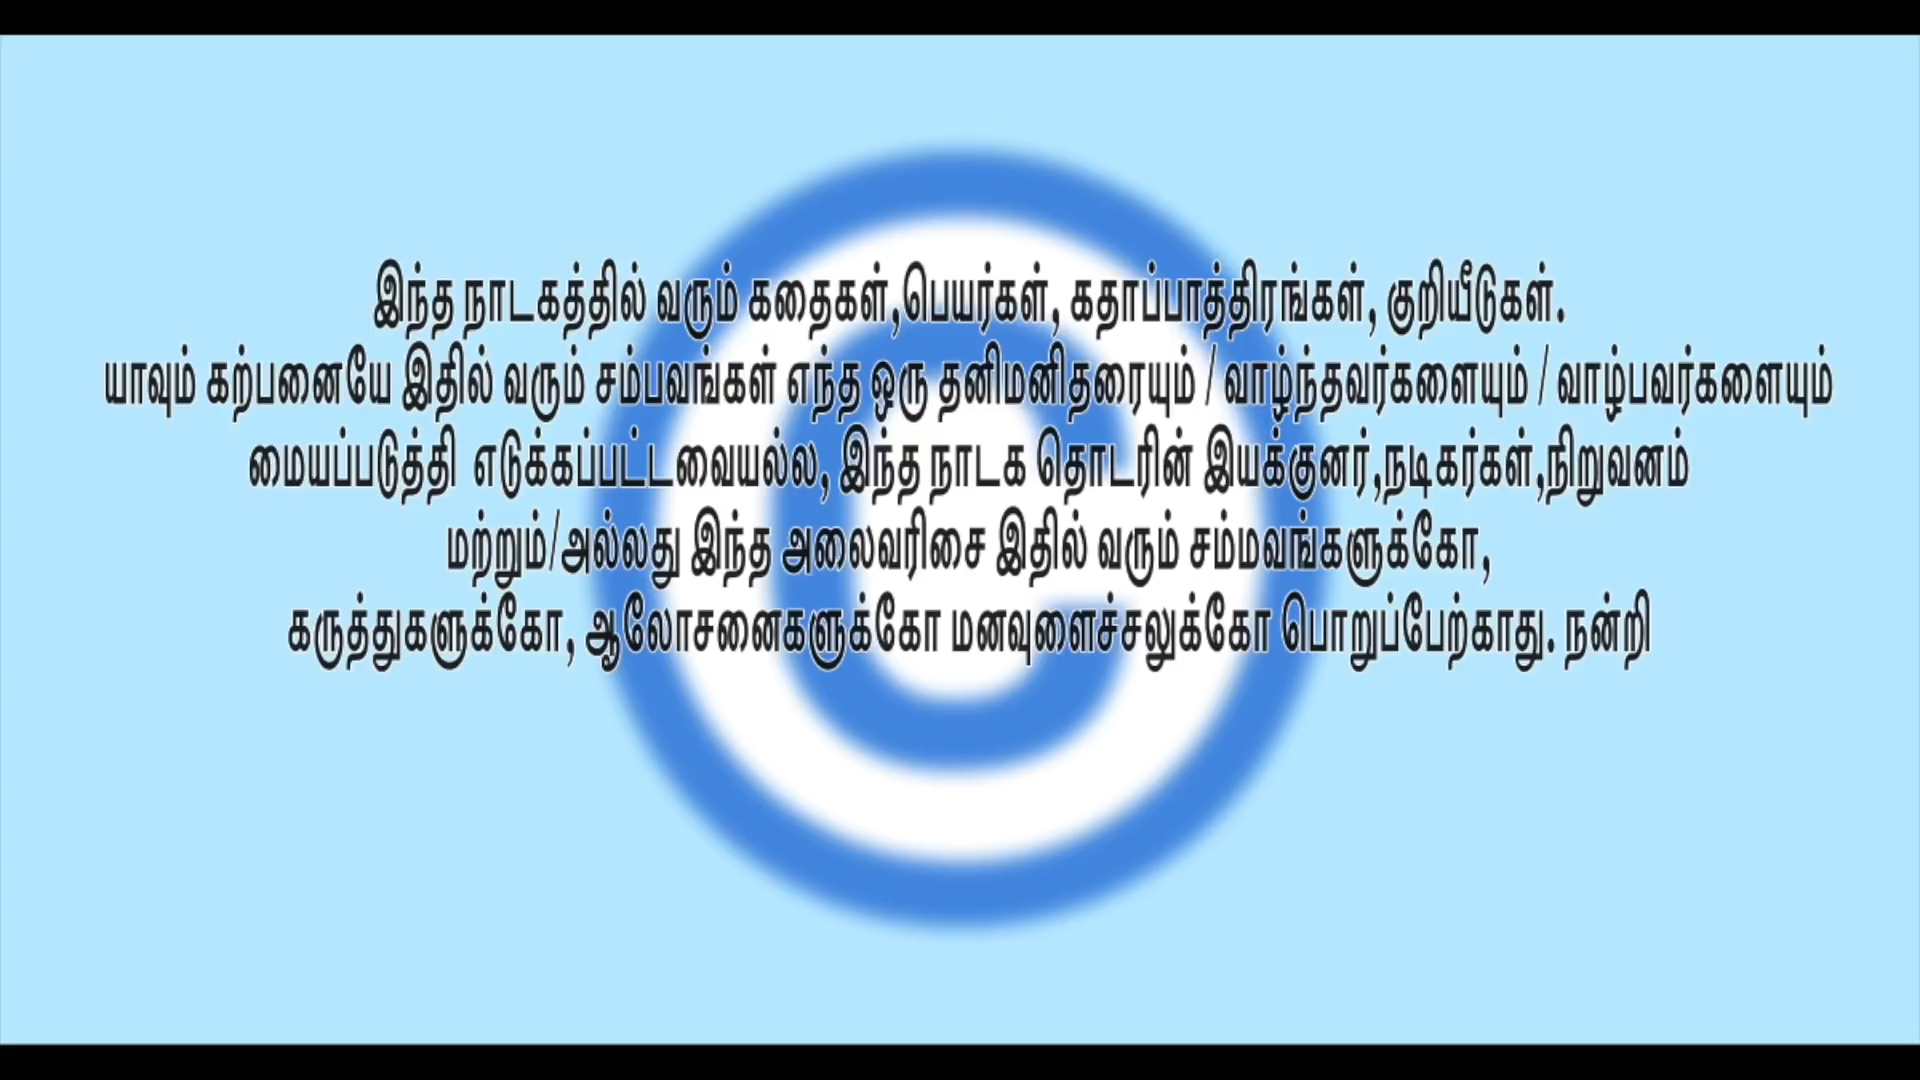 இந்த நாடகத்தில் வரும் கதைகள்,பெயர்கள், கதாப்பாத்திரங்கள், குறியீடுகள்.
யாவும் கற்பனையே இதில் வரும் சம்பவங்கள் எந்த ஒரு தனிமனிதரையும் / வாழ்ந்தவர்களையும் / வாழ்பவர்களையும்
மையப்படுத்தி எடுக்கப்பட்டவையல்ல, இந்த நாடக தொடரின் இயக்குனர்,நடிகர்கள்,நிறுவனம்
மற்றும்/அல்லது இந்த அலைவரிசை இதில் வரும் சம்மவங்களுக்கோ,
கருத்துகளுக்கோ, ஆலோசனைகளுக்கோ மனவுளைச்சலுக்கோ பொறுப்பேற்காது. நன்றி